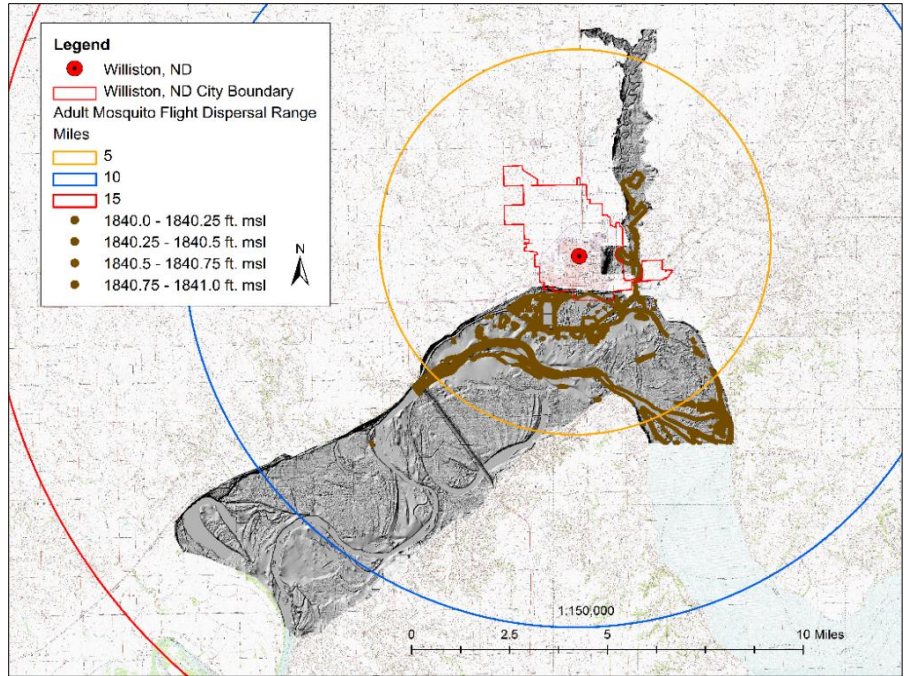 Legend
Williston, ND
Williston, ND City Boundary
Adult Mosquito Flight Dispersal Range
Miles
5
10
15
1840.0 - 1840.25 ft. msl
1840.25 - 1840.5 ft. msl
1840.5 - 1840.75 ft. msl
1840.75 - 1841.0 ft. msl
N
1:150,000
0 2.5 5 10 Miles